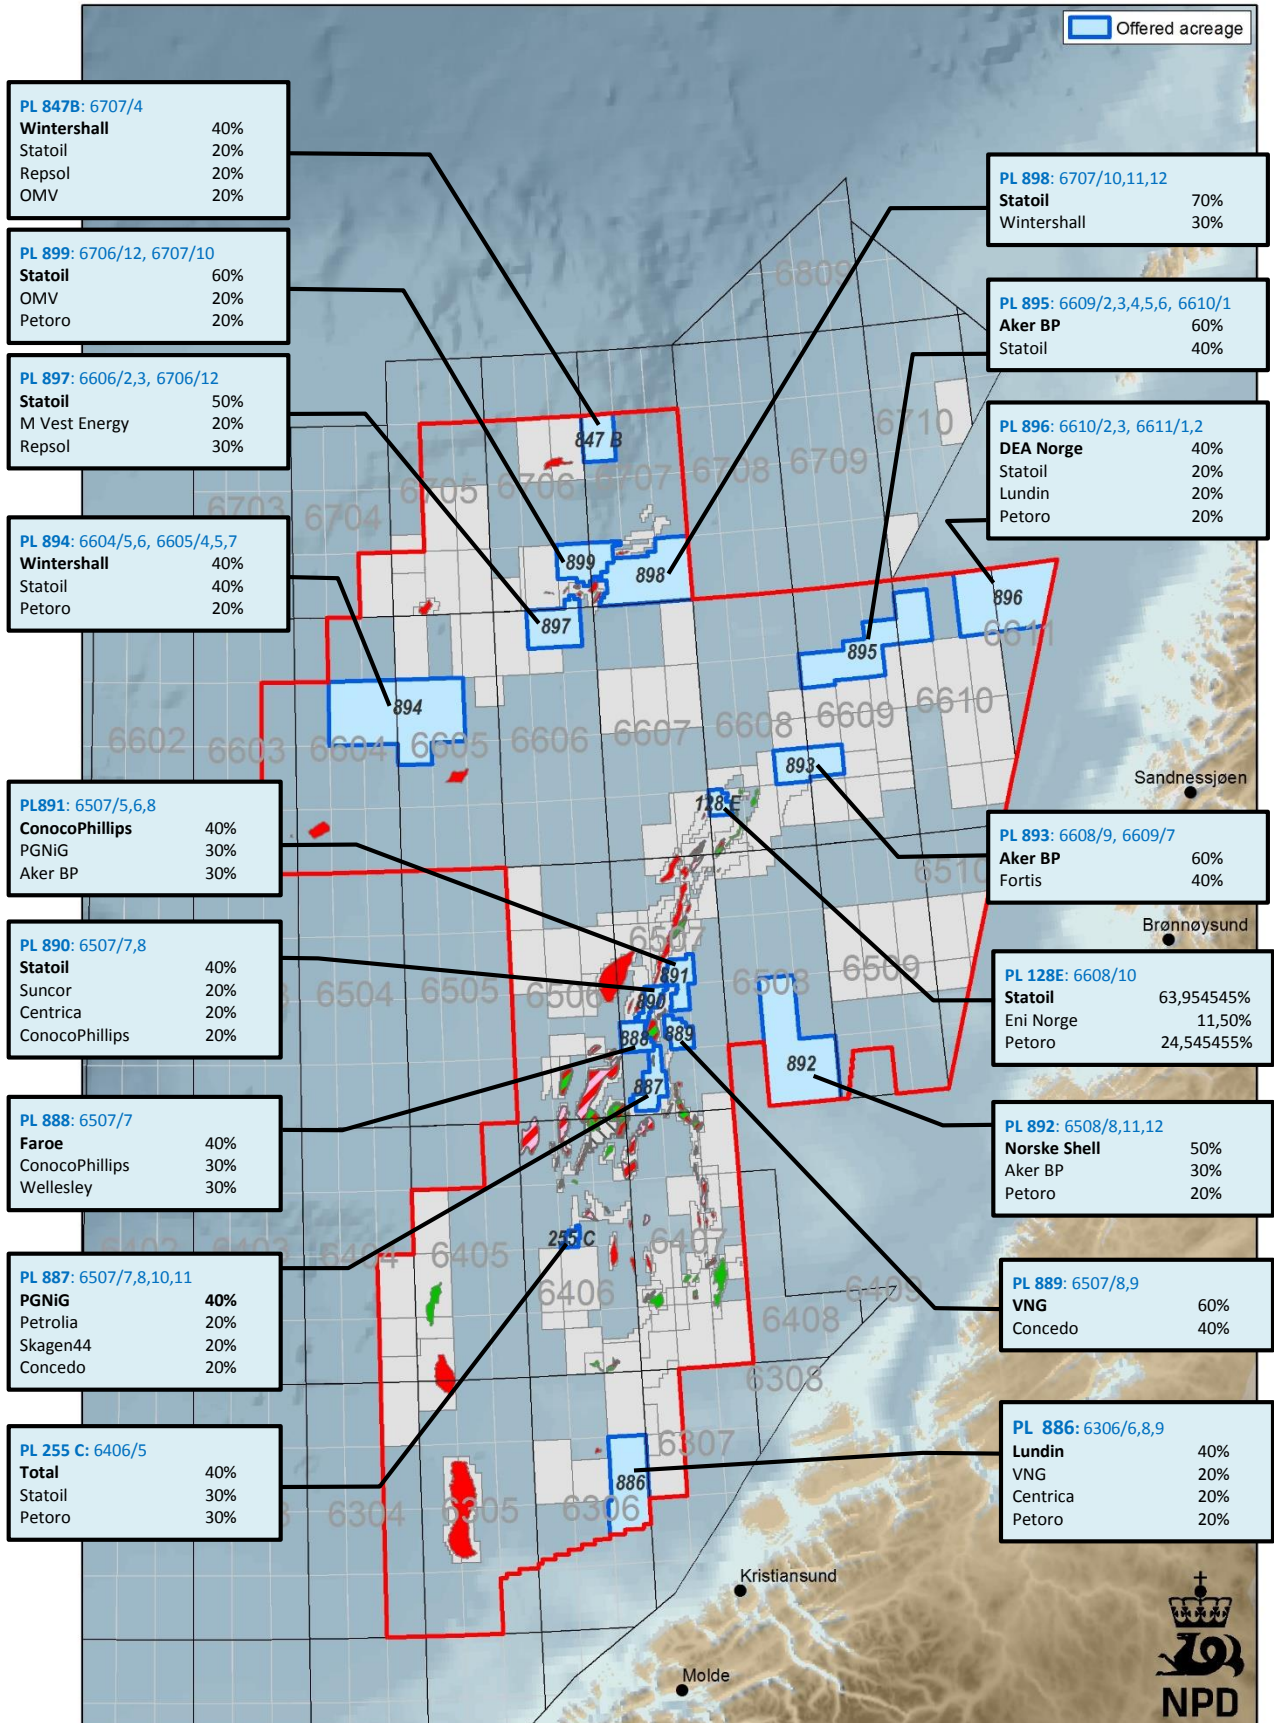 Offered acreage
PL 847B: 6707/4
Wintershall 40%
Statoil 20%
Repsol 20%
OMV 20%
PL 899: 6706/12, 6707/10
Statoil 60%
OMV 20%
Petoro 20%
PL 897: 6606/2,3, 6706/12
Statoil 50%
M Vest Energy 20%
Repsol 30%
PL 894: 6604/5,6, 6605/4,5,7
Wintershall 40%
Statoil 40%
Petoro 20%
PL891: 6507/5,6,8
ConocoPhillips 40%
PGNiG 30%
Aker BP 30%
PL 890: 6507/7,8
Statoil 40%
Suncor 20%
Centrica 20%
ConocoPhillips 20%
PL 888: 6507/7
Faroe 40%
ConocoPhillips 30%
Wellesley 30%
PL 887: 6507/7,8,10,11
PGNiG 40%
Petrolia 20%
Skagen44 20%
Concedo 20%
PL 255 C: 6406/5
Total 40%
Statoil 30%
Petoro 30%
PL 898: 6707/10,11,12
Statoil 70%
Wintershall 30%
PL 895: 6609/2,3,4,5,6, 6610/1
Aker BP 60%
Statoil 40%
PL 896: 6610/2,3, 6611/1,2
DEA Norge 40%
Statoil 20%
Lundin 20%
Petoro 20%
PL 893: 6608/9, 6609/7
Aker BP 60%
Fortis 40%
PL 128E: 6608/10
Statoil 63,954545%
Eni Norge 11,50%
Petoro 24,545455%
PL 892: 6508/8,11,12
Norske Shell 50%
Aker BP 30%
Petoro 20%
PL 889: 6507/8,9
VNG 60%
Concedo 40%
PL 886: 6306/6,8,9
Lundin 40%
VNG 20%
Centrica 20%
Petoro 20%
6809
6710
6703 6704 6705 6706 6707 6708 6709
847 B
899
898
897
896
895
6611
894
6602 6603 6604 6605 6606 6607 6608 6609 6610
893
128 E
Sandnessjøen
6510
Brønnøysund
6504 6505 6506 6507 6508 6509
891
890
888
889
887
892
255 C
6402 6403 6404 6405 6406 6407 6408 6409
6308
6307
886
6304 6305 6306
Kristiansund
Molde
NPD